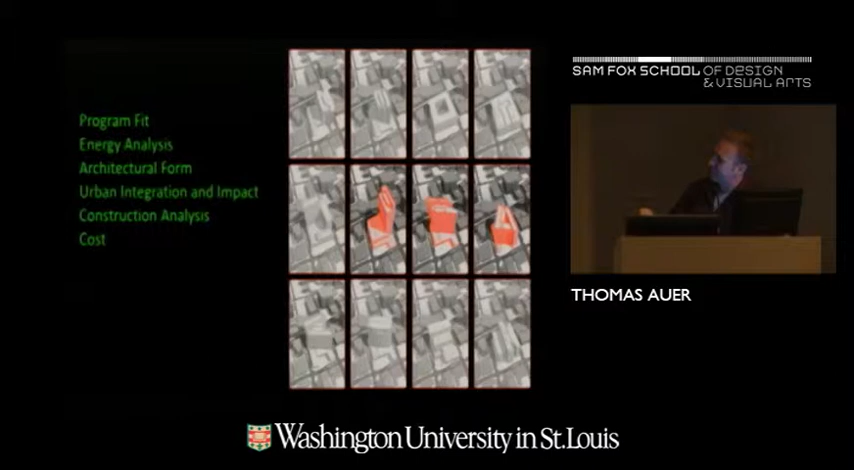 Program Fit
Energy Analysis
Architectural Form
Urban Integration and Impact
Construction Analysis
Cost
SAM FOX SCHOOL OF DESIGN
& VISUAL ARTS
THOMAS AUER
Washington University in St. Louis